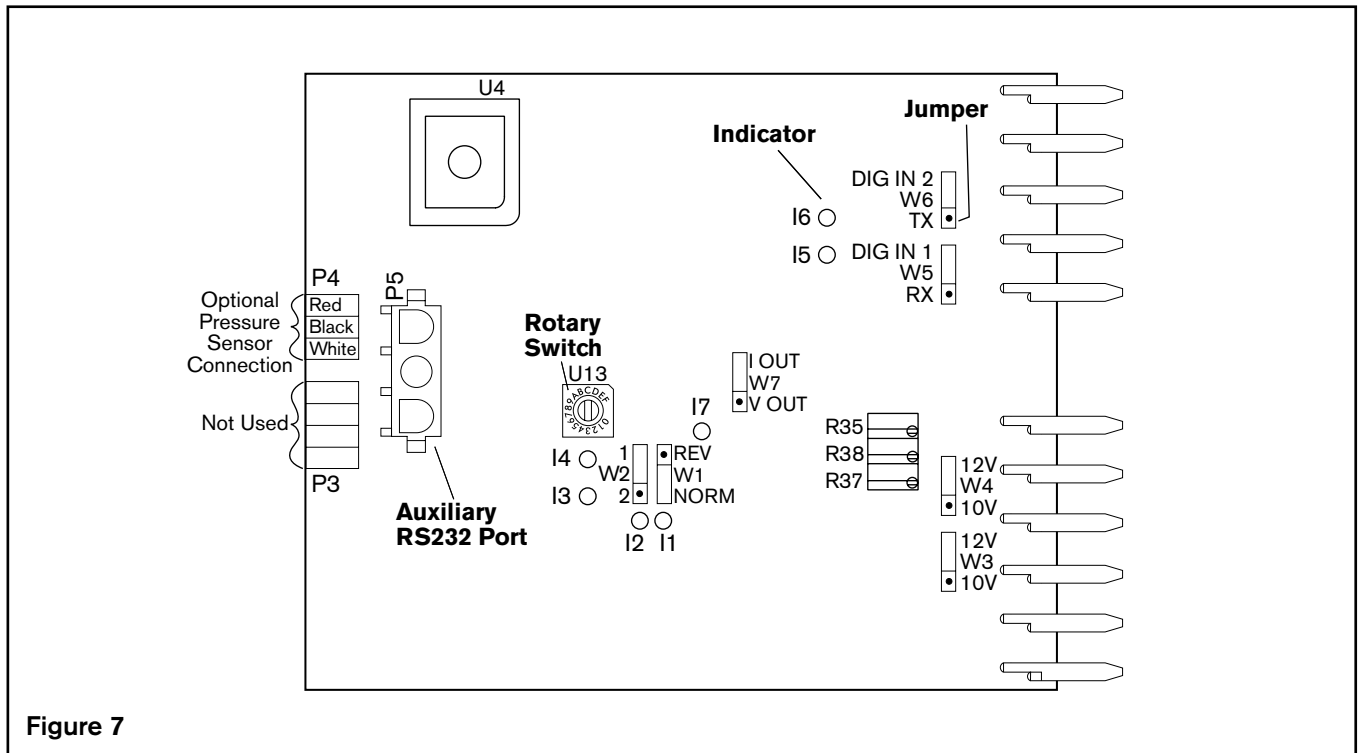 U4
Jumper
Indicator
DIG IN 2
W6
TX
I6
I5
DIG IN 1
W5
RX
P4
P5
Optional
Pressure
Sensor
Connection
Red
Black
White
Not Used
P3
Auxiliary
RS232 Port
Rotary
Switch
U13
0123456789ABCDEF
I4
I3
1
W2
2
REV
W1
NORM
I2
I1
I7
I OUT
W7
V OUT
R35
R38
R37
12V
W4
10V
12V
W3
10V
Figure 7